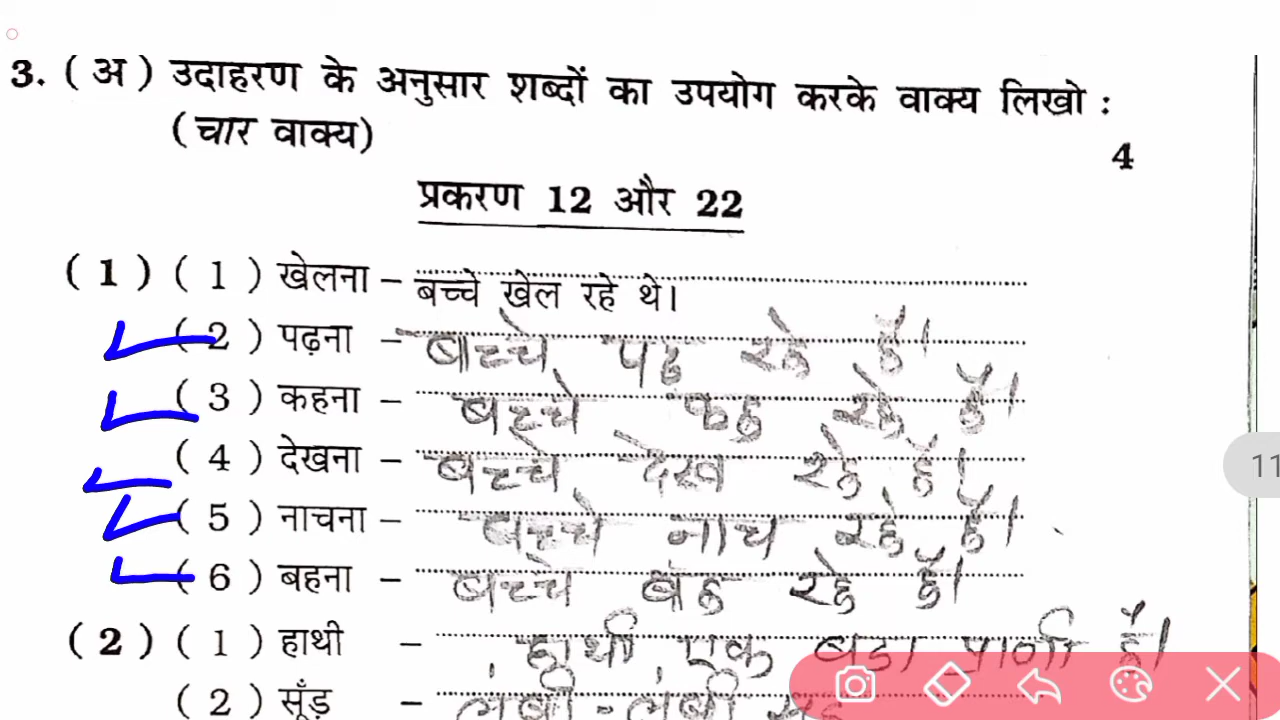 3. (अ) उदाहरण के अनुसार शब्दों का उपयोग करके वाक्य लिखो :
(चार वाक्य)
4
प्रकरण 12 और 22
(1) (1) खेलना – बच्चे खेल रहे थे।
(2) पढ़ना – बच्चे पढ रहे हैं।
(3) कहना – बच्चे कह रहे हैं।
(4) देखना – बच्चे देख रहे हैं।
(5) नाचना – बच्चे नाच रहे हैं।
(6) बहना – बच्चे बह रहे हैं।
(2) (1) हाथी – हाथी एक बडा प्राणी है।
(2) सूँड़ – लंबी-लंबी
11